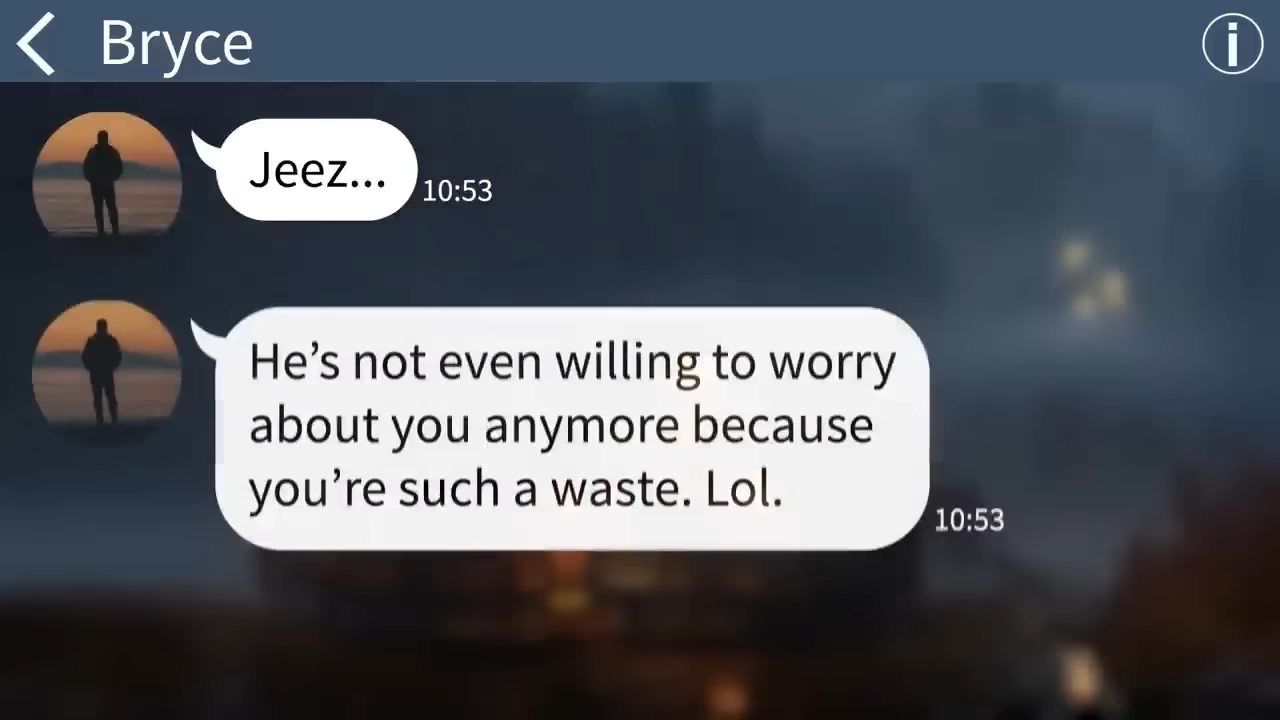 Bryce
Jeez...
10:53
He’s not even willing to worry
about you anymore because
you’re such a waste. Lol.
10:53